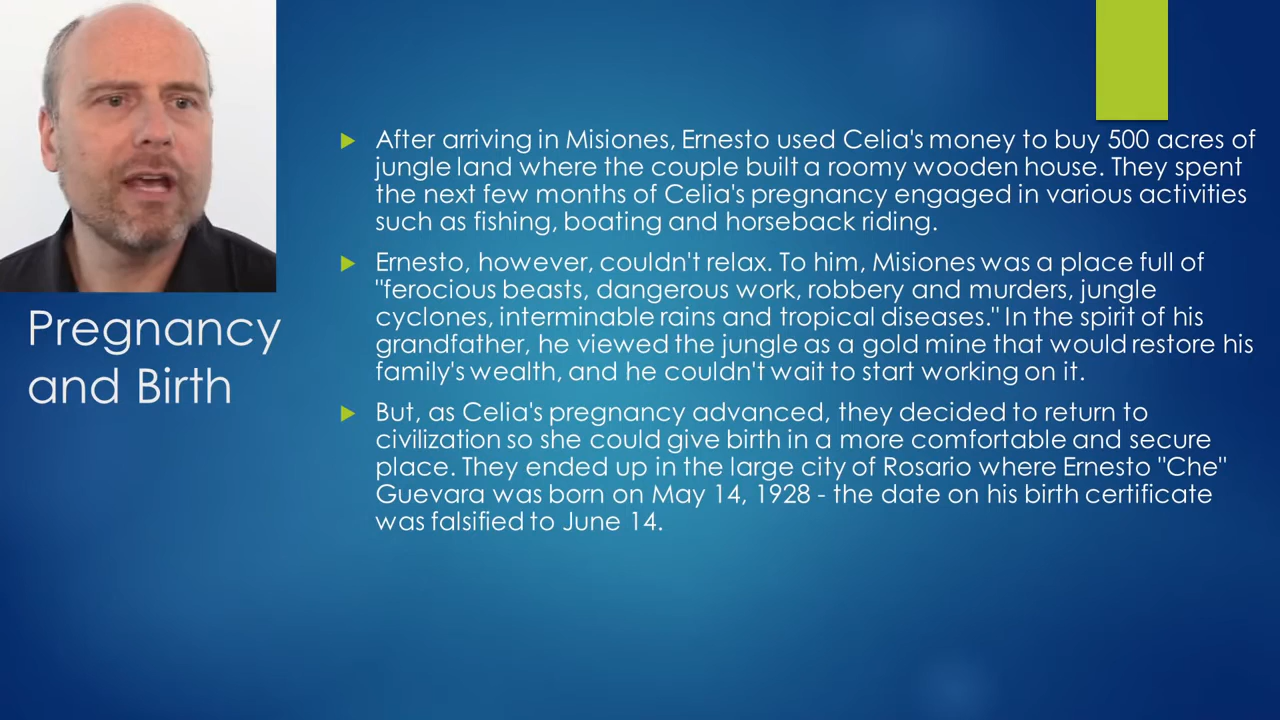 Pregnancy
and Birth
After arriving in Misiones, Ernesto used Celia's money to buy 500 acres of
jungle land where the couple built a roomy wooden house. They spent
the next few months of Celia's pregnancy engaged in various activities
such as fishing, boating and horseback riding.
Ernesto, however, couldn't relax. To him, Misiones was a place full of
"ferocious beasts, dangerous work, robbery and murders, jungle
cyclones, interminable rains and tropical diseases." In the spirit of his
grandfather, he viewed the jungle as a gold mine that would restore his
family's wealth, and he couldn't wait to start working on it.
But, as Celia's pregnancy advanced, they decided to return to
civilization so she could give birth in a more comfortable and secure
place. They ended up in the large city of Rosario where Ernesto "Che"
Guevara was born on May 14, 1928 - the date on his birth certificate
was falsified to June 14.